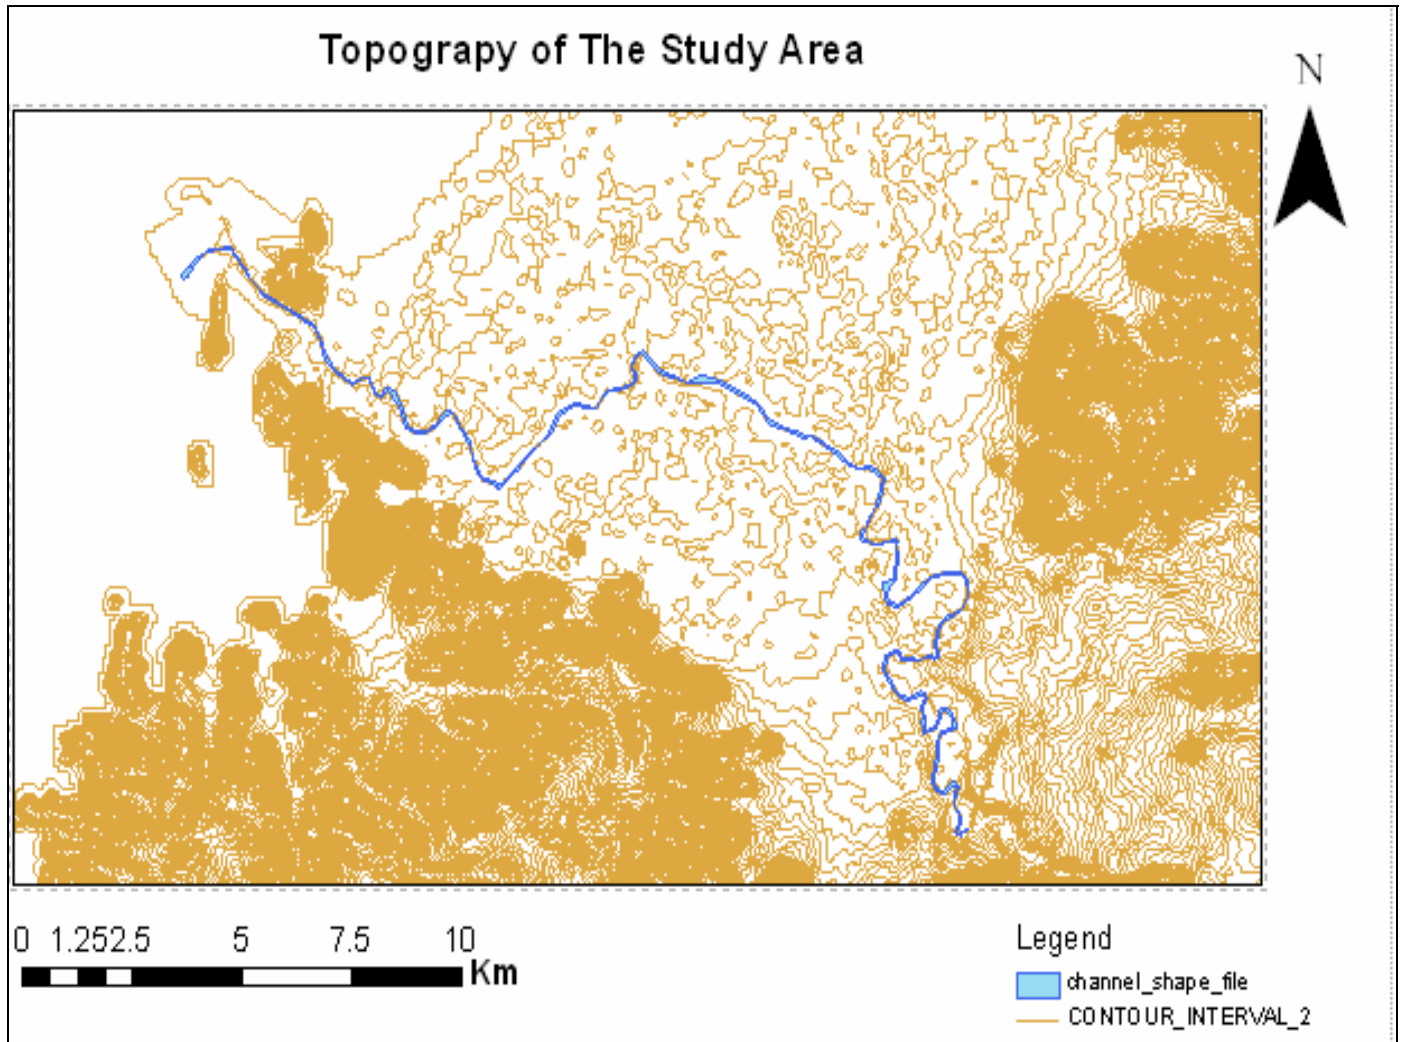 Topograpy of The Study Area
N
0 1.252.5 5 7.5 10
Km
Legend
channel_shape_file
CONTOUR_INTERVAL_2